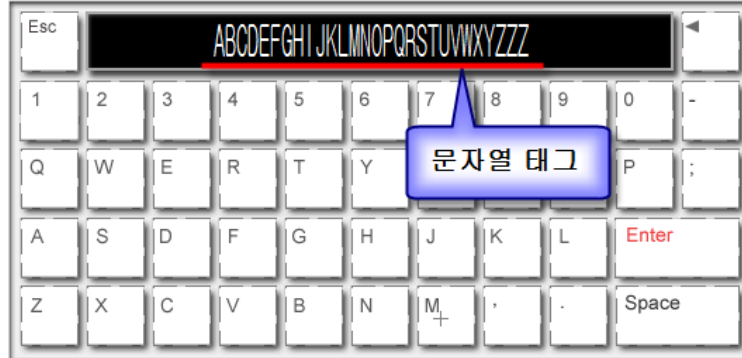 Esc ABCDEFGHIJKLMNOPQRSTUVWXYZZZ ◄
1 2 3 4 5 6 7 8 9 0 -
Q W E R T Y 문자열 태그 P ;
A S D F G H J K L Enter
Z X C V B N M , . Space